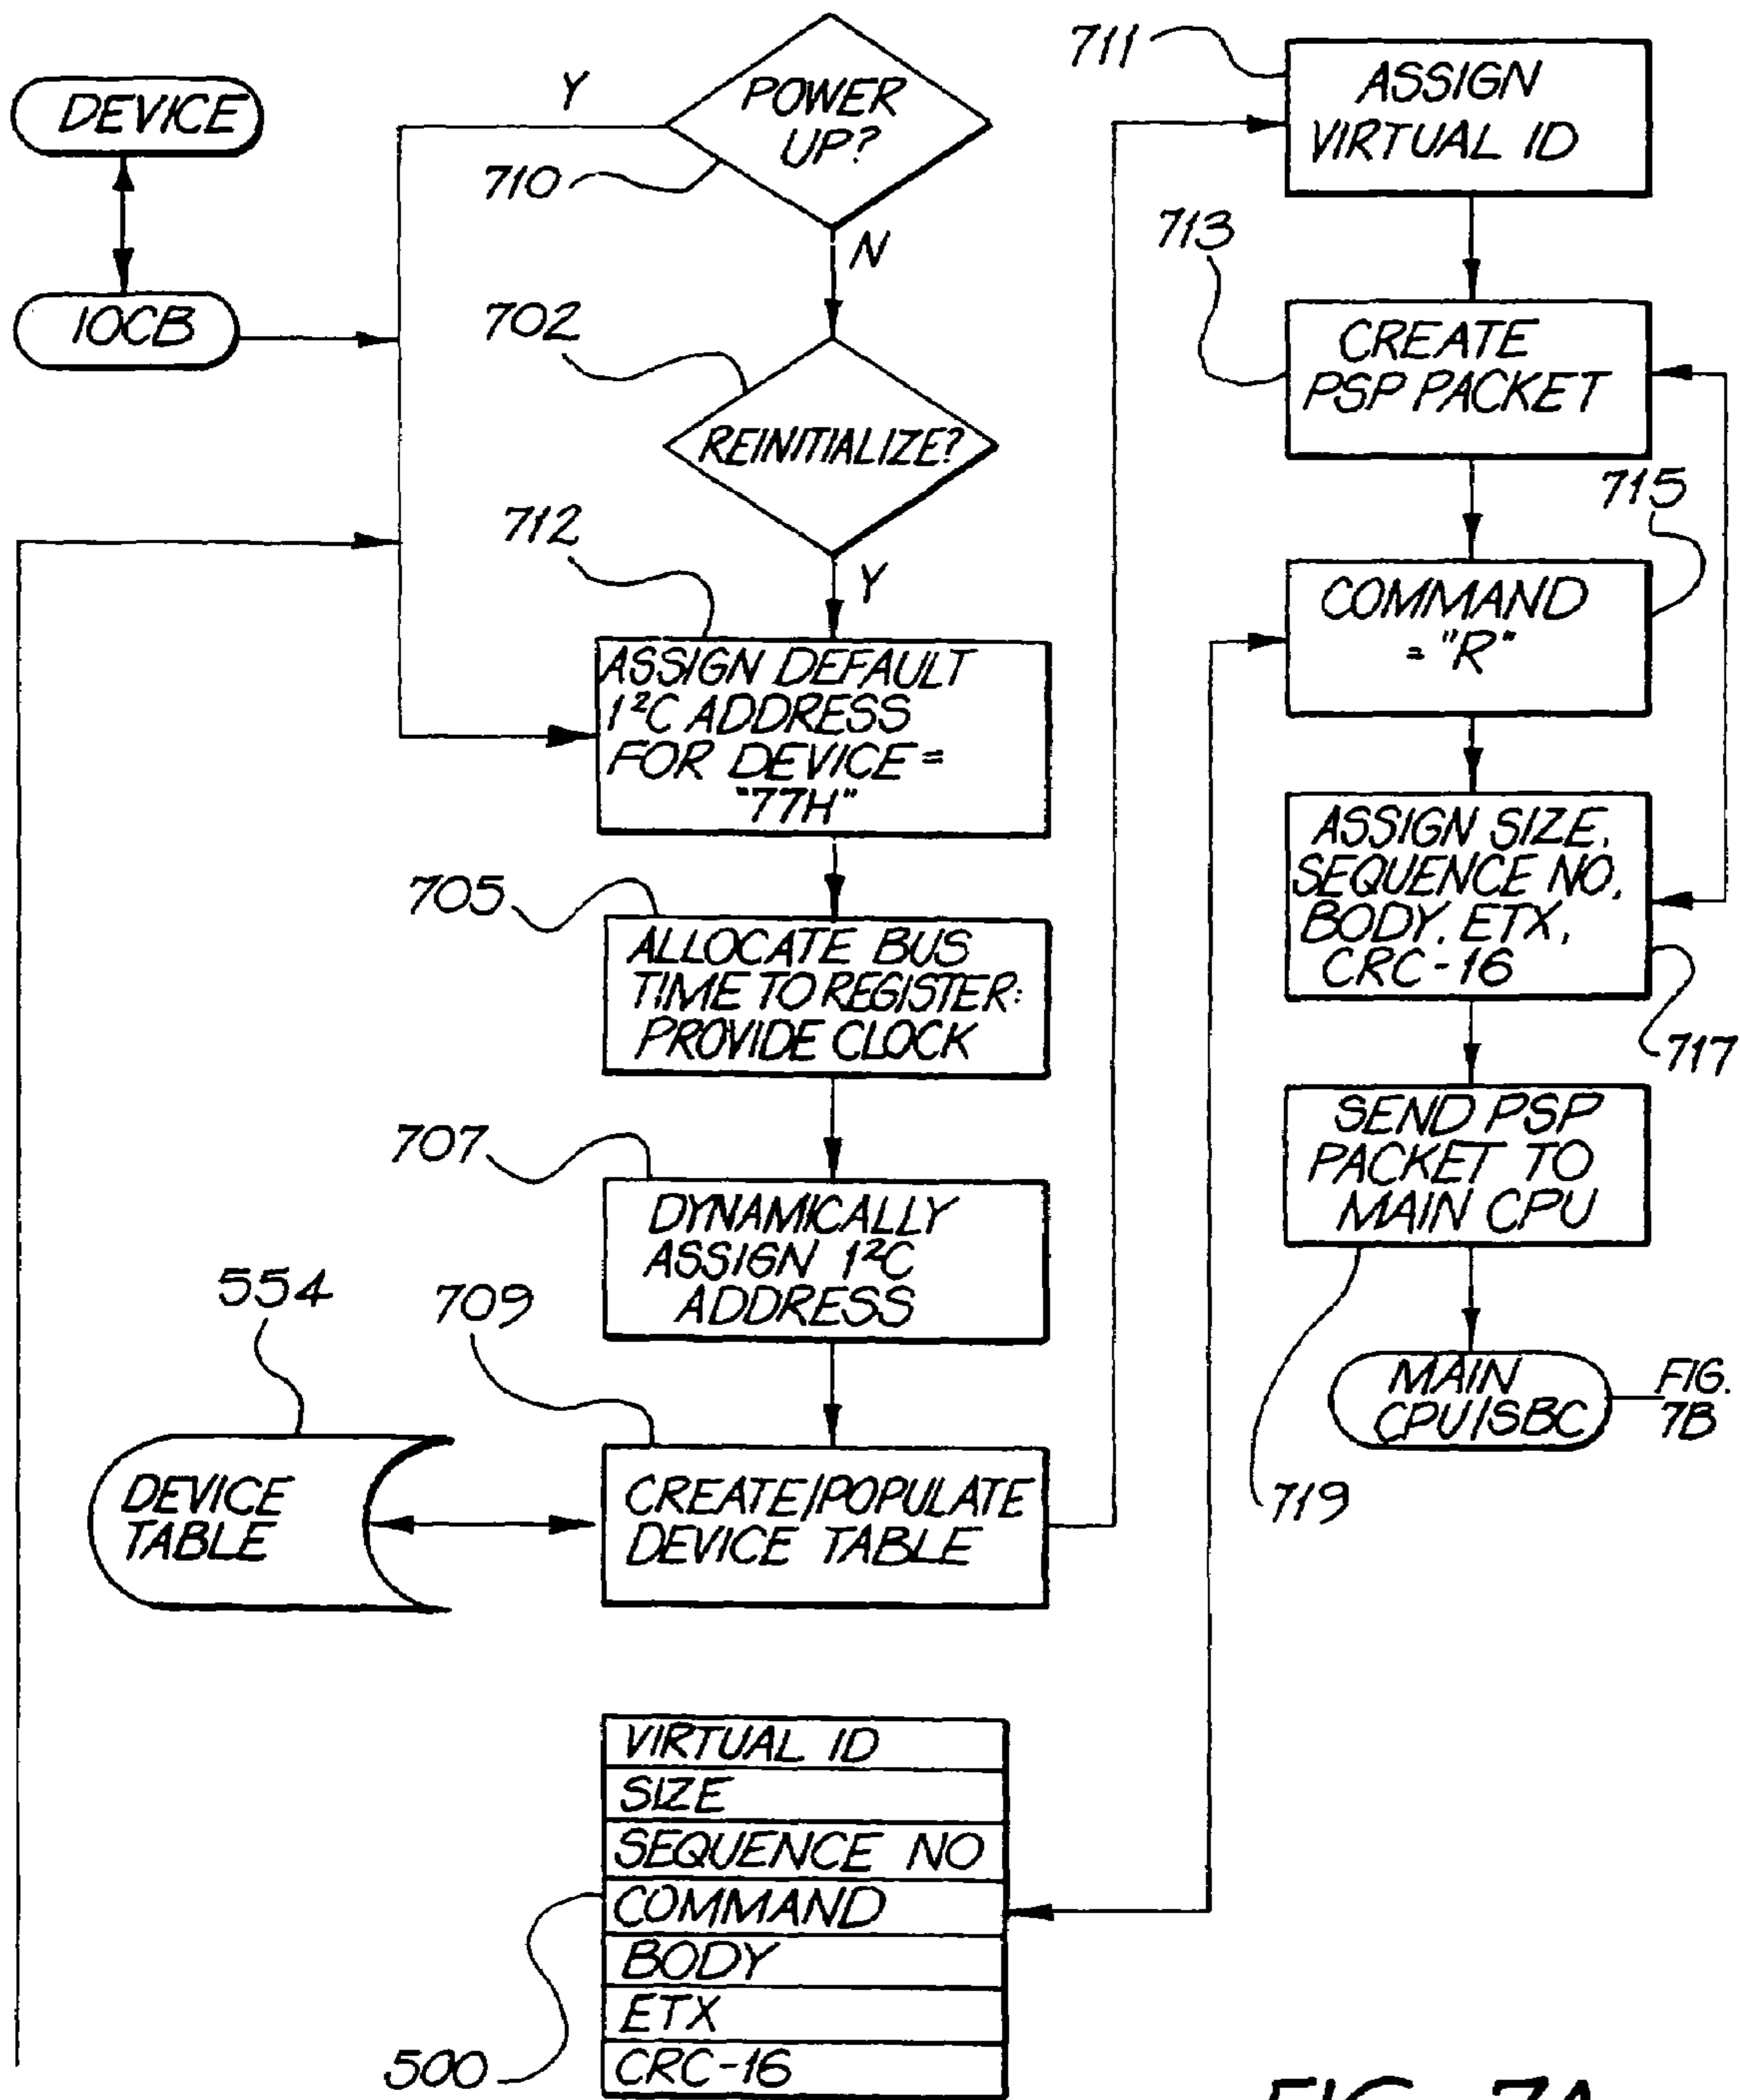 DEVICE
IOCB
Y
POWER
UP?
710
N
702
REINITIALIZE?
712
Y
ASSIGN DEFAULT
I²C ADDRESS
FOR DEVICE =
"77H"
705
ALLOCATE BUS
TIME TO REGISTER:
PROVIDE CLOCK
707
DYNAMICALLY
ASSIGN I²C
ADDRESS
554
709
DEVICE
TABLE
CREATE/POPULATE
DEVICE TABLE
VIRTUAL ID
SIZE
SEQUENCE NO
COMMAND
BODY
ETX
CRC-16
500
711
ASSIGN
VIRTUAL ID
713
CREATE
PSP PACKET
715
COMMAND
= "R"
ASSIGN SIZE,
SEQUENCE NO,
BODY, ETX,
CRC-16
717
SEND PSP
PACKET TO
MAIN CPU
719
MAIN
CPU/SBC
FIG.
7B
FIG. 7A